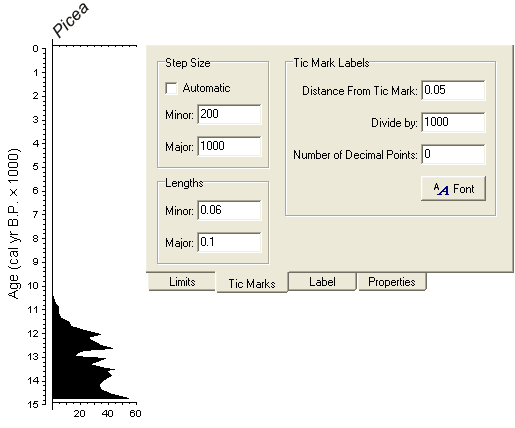 Picea
0
1
2
3
4
5
6
7
8
9
10
11
12
13
14
15
Age (cal yr B.P. x 1000)
20 40 60
Step Size
Automatic
Minor: 200
Major: 1000
Lengths
Minor: 0.06
Major: 0.1
Tic Mark Labels
Distance From Tic Mark: 0.05
Divide by: 1000
Number of Decimal Points: 0
AA Font
Limits Tic Marks Label Properties